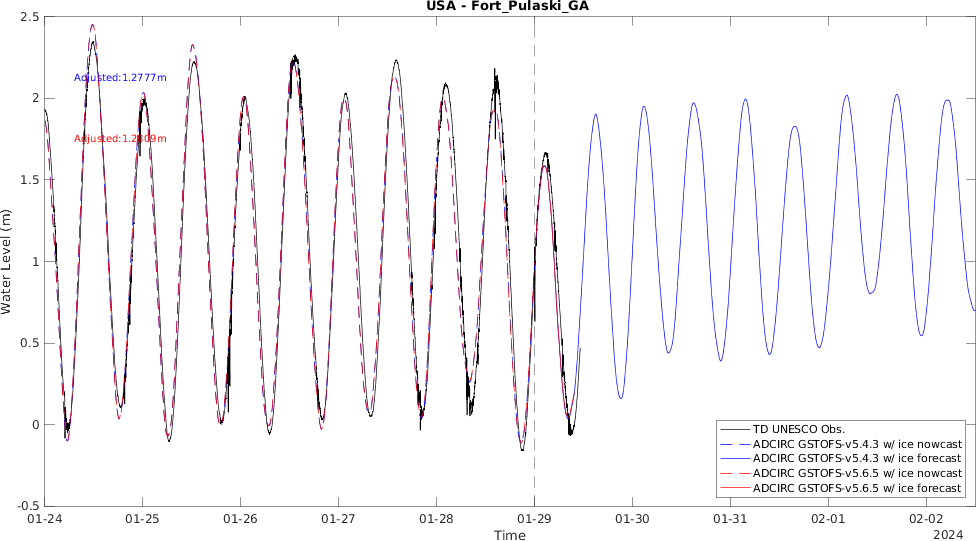 USA - Fort_Pulaski_GA
2.5
2
1.5
1
0.5
0
-0.5
Water Level (m)
Adjusted:1.2777m
Adjusted:1.2809m
TD UNESCO Obs.
ADCIRC GSTOFS-v5.4.3 w/ ice nowcast
ADCIRC GSTOFS-v5.4.3 w/ ice forecast
ADCIRC GSTOFS-v5.6.5 w/ ice nowcast
ADCIRC GSTOFS-v5.6.5 w/ ice forecast
01-24 01-25 01-26 01-27 01-28 01-29 01-30 01-31 02-01 02-02
Time
2024